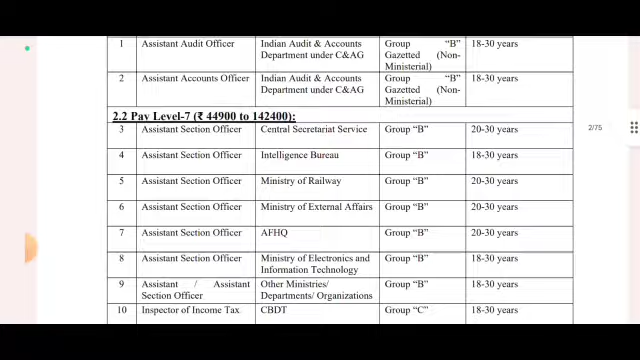 1 Assistant Audit Officer Indian Audit & Accounts Group “B” 18-30 years
Department under C&AG Gazetted (Non-
Ministerial)
2 Assistant Accounts Officer Indian Audit & Accounts Group “B” 18-30 years
Department under C&AG Gazetted (Non-
Ministerial)
2.2 Pay Level-7 (₹ 44900 to 142400):
3 Assistant Section Officer Central Secretariat Service Group “B” 20-30 years
4 Assistant Section Officer Intelligence Bureau Group “B” 18-30 years
5 Assistant Section Officer Ministry of Railway Group “B” 20-30 years
6 Assistant Section Officer Ministry of External Affairs Group “B” 20-30 years
7 Assistant Section Officer AFHQ Group “B” 20-30 years
8 Assistant Section Officer Ministry of Electronics and Group “B” 18-30 years
Information Technology
9 Assistant / Assistant Other Ministries/ Group “B” 18-30 years
Section Officer Departments/ Organizations
10 Inspector of Income Tax CBDT Group “C” 18-30 years
2/75